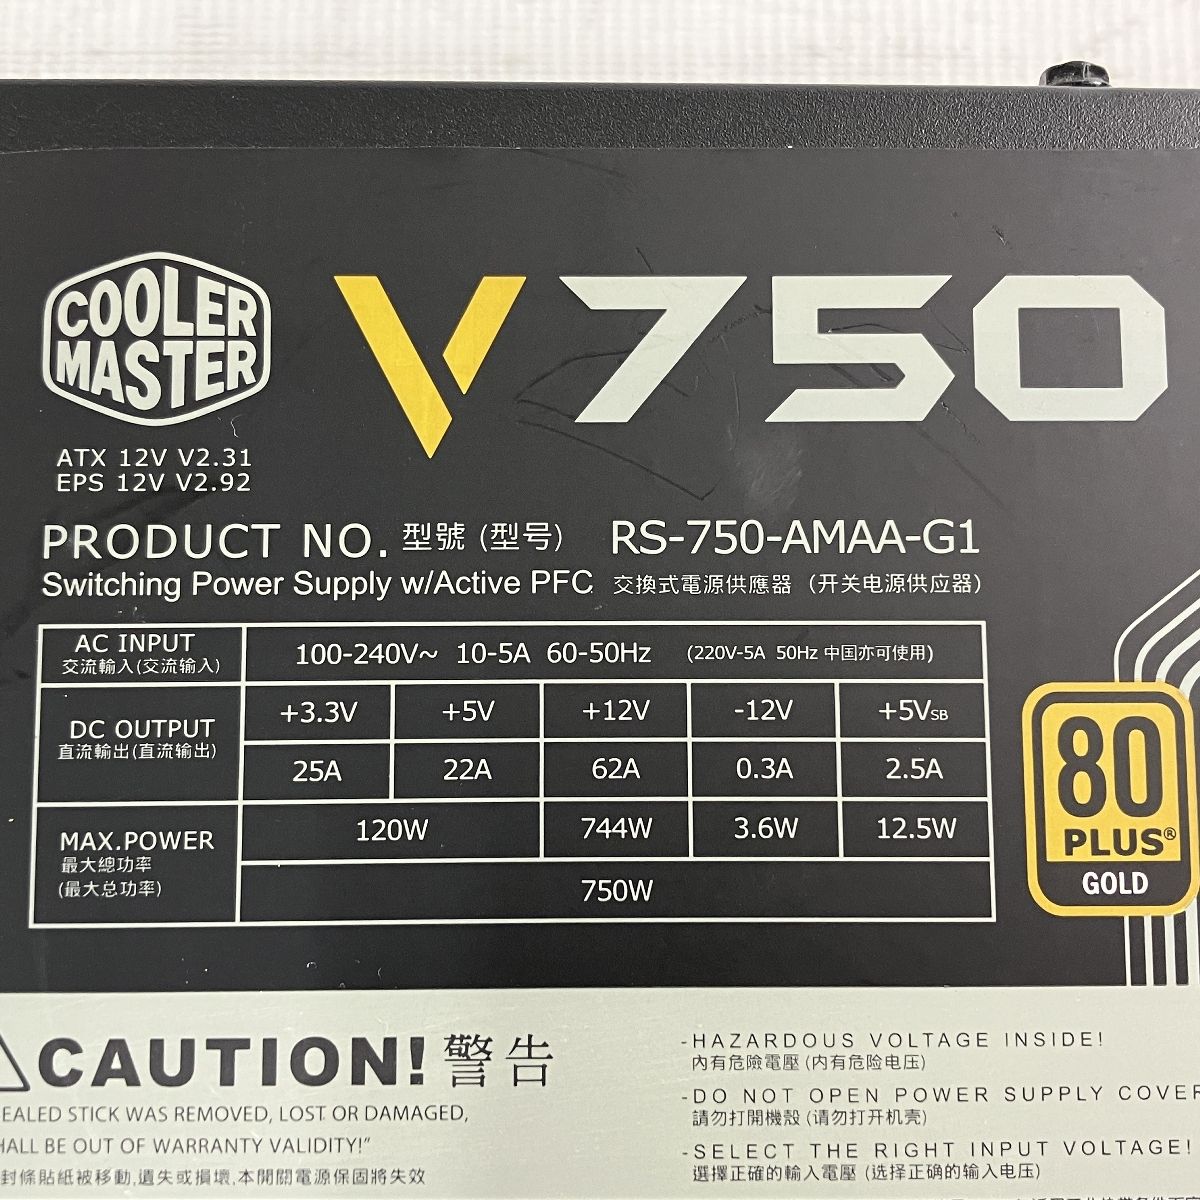 COOLER
MASTER
V750
ATX 12V V2.31
EPS 12V V2.92
PRODUCT NO. 型號 (型号) RS-750-AMAA-G1
Switching Power Supply w/Active PFC 交換式電源供應器 (开关电源供应器)
AC INPUT
交流輸入(交流输入)
100-240V~ 10-5A 60-50Hz (220V-5A 50Hz 中国亦可使用)
DC OUTPUT
直流輸出(直流输出)
+3.3V +5V +12V -12V +5VSB
25A 22A 62A 0.3A 2.5A
MAX.POWER
最大總功率
(最大总功率)
120W 744W 3.6W 12.5W
750W
80
PLUS®
GOLD
CAUTION! 警告
EALED STICK WAS REMOVED, LOST OR DAMAGED,
HALL BE OUT OF WARRANTY VALIDITY!"
封條貼紙被移動,遺失或損壞,本開關電源保固將失效
-HAZARDOUS VOLTAGE INSIDE!
內有危險電壓 (内有危险电压)
-DO NOT OPEN POWER SUPPLY COVER
請勿打開機殼 (请勿打开机壳)
-SELECT THE RIGHT INPUT VOLTAGE!
選擇正確的輸入電壓 (选择正确的输入电压)